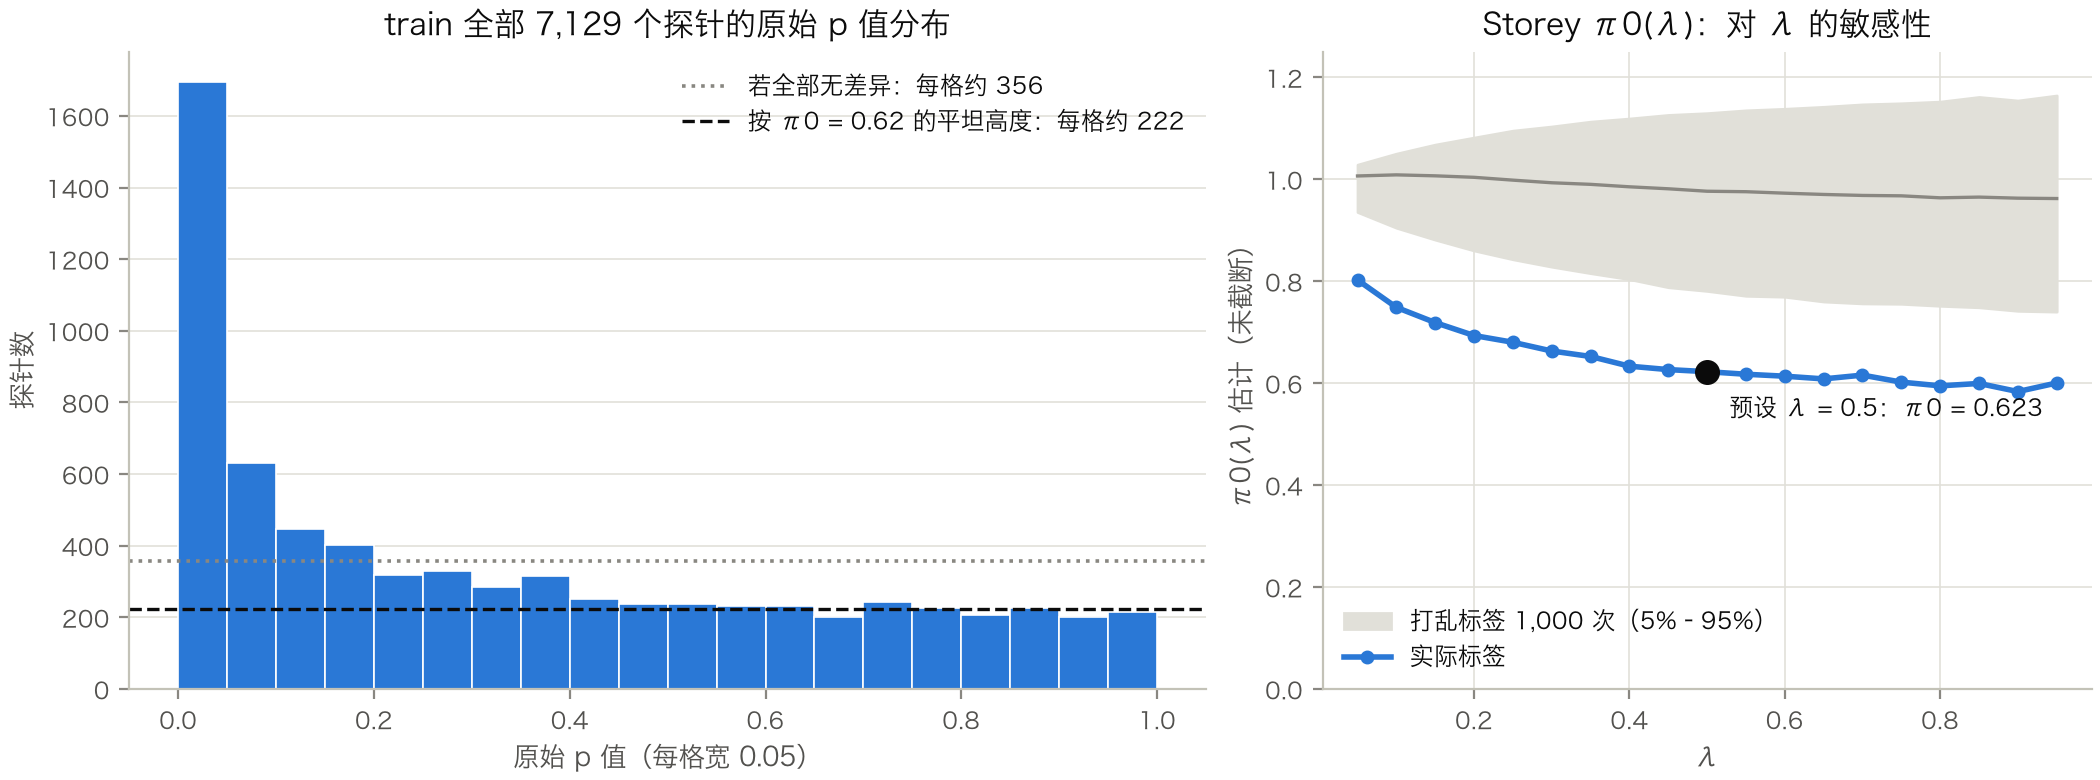 train 全部 7,129 个探针的原始 p 值分布
若全部无差异：每格约 356
按 π0 = 0.62 的平坦高度：每格约 222
探针数
1600
1400
1200
1000
800
600
400
200
0
0.0 0.2 0.4 0.6 0.8 1.0
原始 p 值（每格宽 0.05）
Storey π0(λ)：对 λ 的敏感性
π0(λ) 估计（未截断）
1.2
1.0
0.8
0.6
0.4
0.2
0.0
预设 λ = 0.5：π0 = 0.623
打乱标签 1,000 次（5% - 95%）
实际标签
0.2 0.4 0.6 0.8
λ